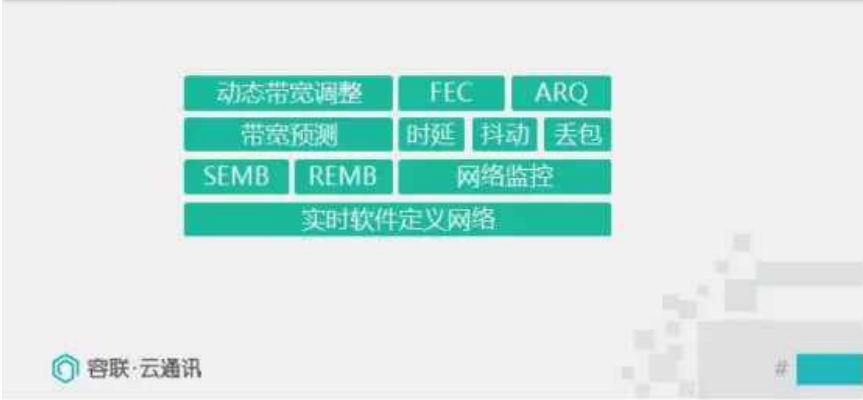 动态带宽调整 FEC ARQ
带宽预测 时延 抖动 丢包
SEMB REMB 网络监控
实时软件定义网络
容联·云通讯 #